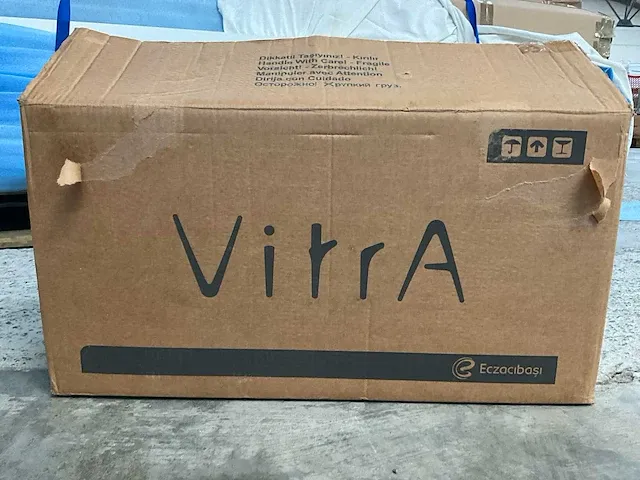 Dikkatli Taşıyınız! - Kırılır
Handle With Care! - Fragile
Vorsicht! - Zerbrechlich!
Manipuler avec Attention
Dirija con Cuidado
Осторожно! Хрупкий груз.
VitrA
Eczacıbaşı